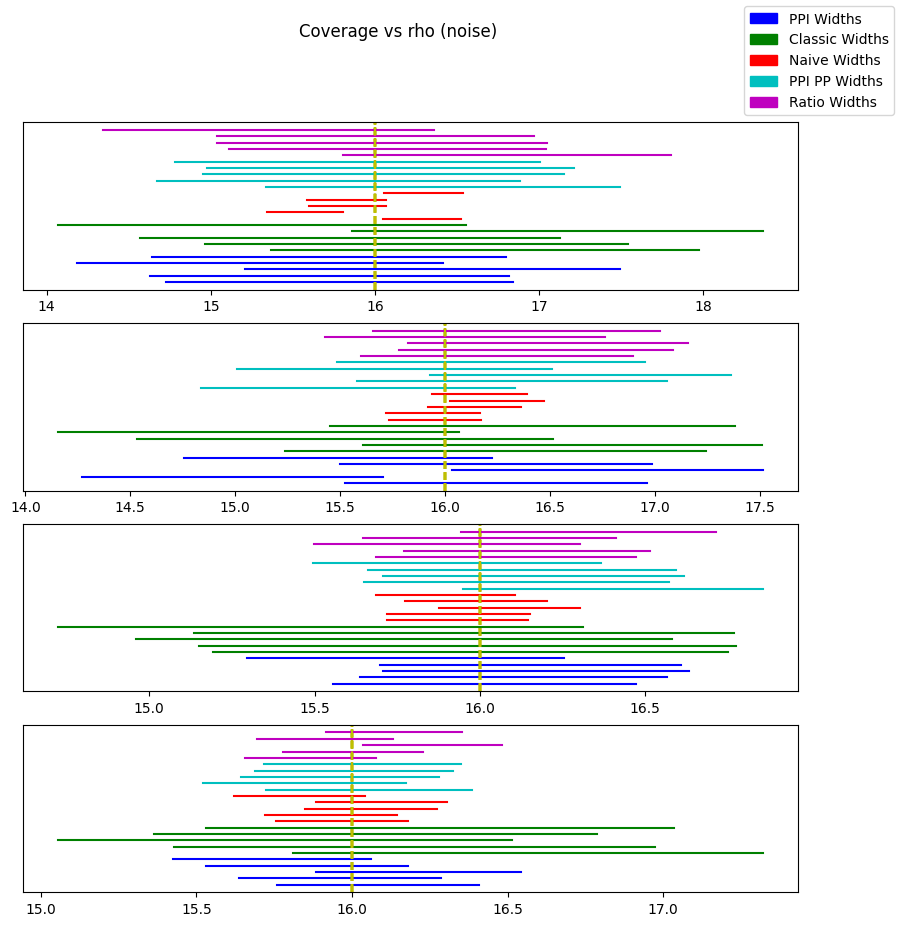 Coverage vs rho (noise)
PPI Widths
Classic Widths
Naive Widths
PPI PP Widths
Ratio Widths
14 15 16 17 18
14.0 14.5 15.0 15.5 16.0 16.5 17.0 17.5
15.0 15.5 16.0 16.5
15.0 15.5 16.0 16.5 17.0